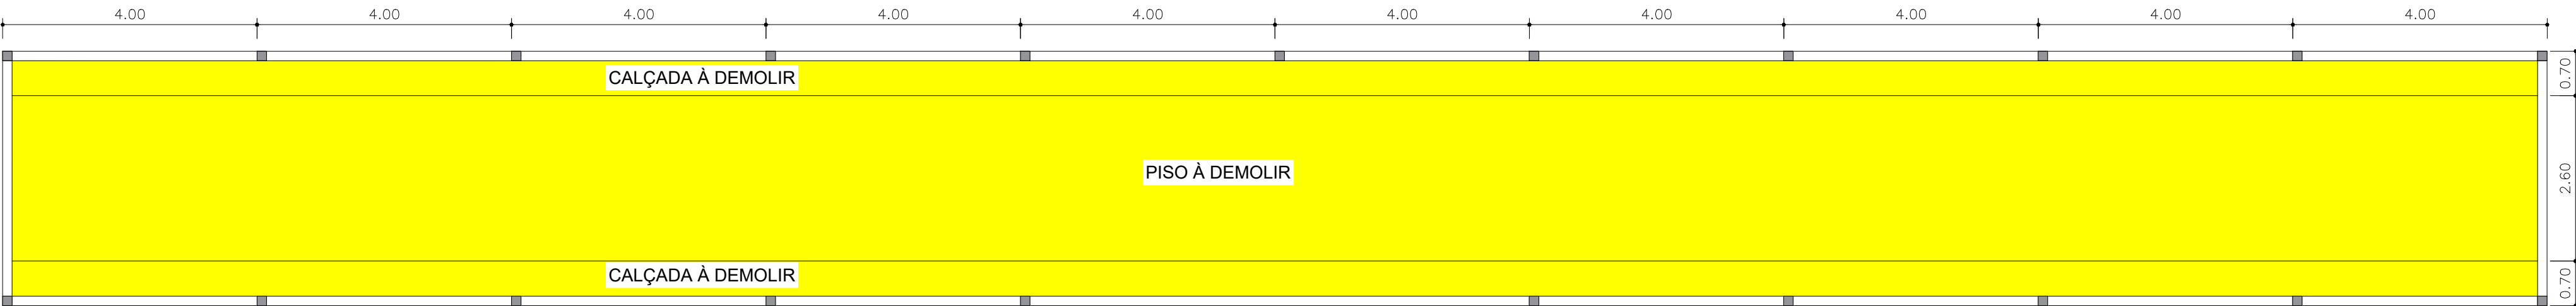 4.00 4.00 4.00 4.00 4.00 4.00 4.00 4.00 4.00 4.00
CALÇADA À DEMOLIR
0.70
PISO À DEMOLIR
2.60
CALÇADA À DEMOLIR
0.70